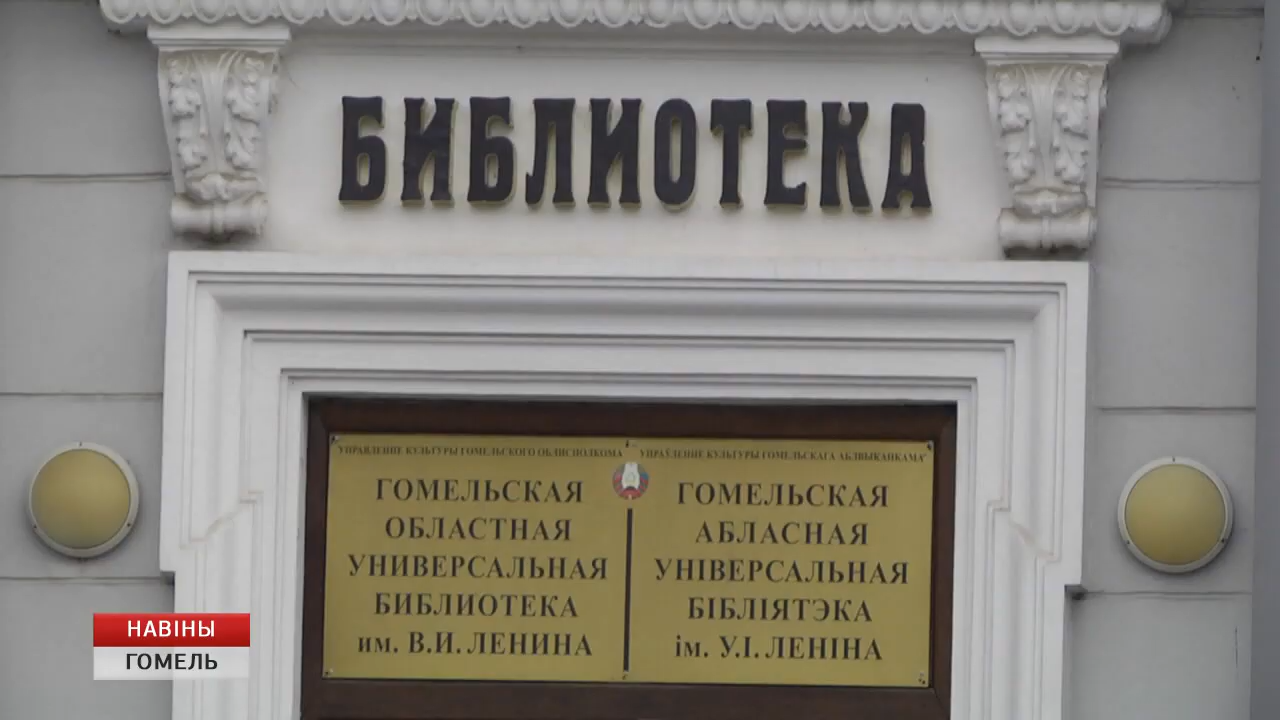 БИБЛИОТЕКА
УПРАВЛЕНИЕ КУЛЬТУРЫ ГОМЕЛЬСКОГО ОБЛИСПОЛКОМА
ГОМЕЛЬСКАЯ
ОБЛАСТНАЯ
УНИВЕРСАЛЬНАЯ
БИБЛИОТЕКА
им. В.И. ЛЕНИНА
УПРАЎЛЕНИЕ КУЛЬТУРЫ ГОМЕЛЬСКАГА АБЛВЫКАНКАМА
ГОМЕЛЬСКАЯ
АБЛАСНАЯ
УНІВЕРСАЛЬНАЯ
БІБЛІЯТЭКА
ім. У.І. ЛЕНІНА
НАВІНЫ
ГОМЕЛЬ